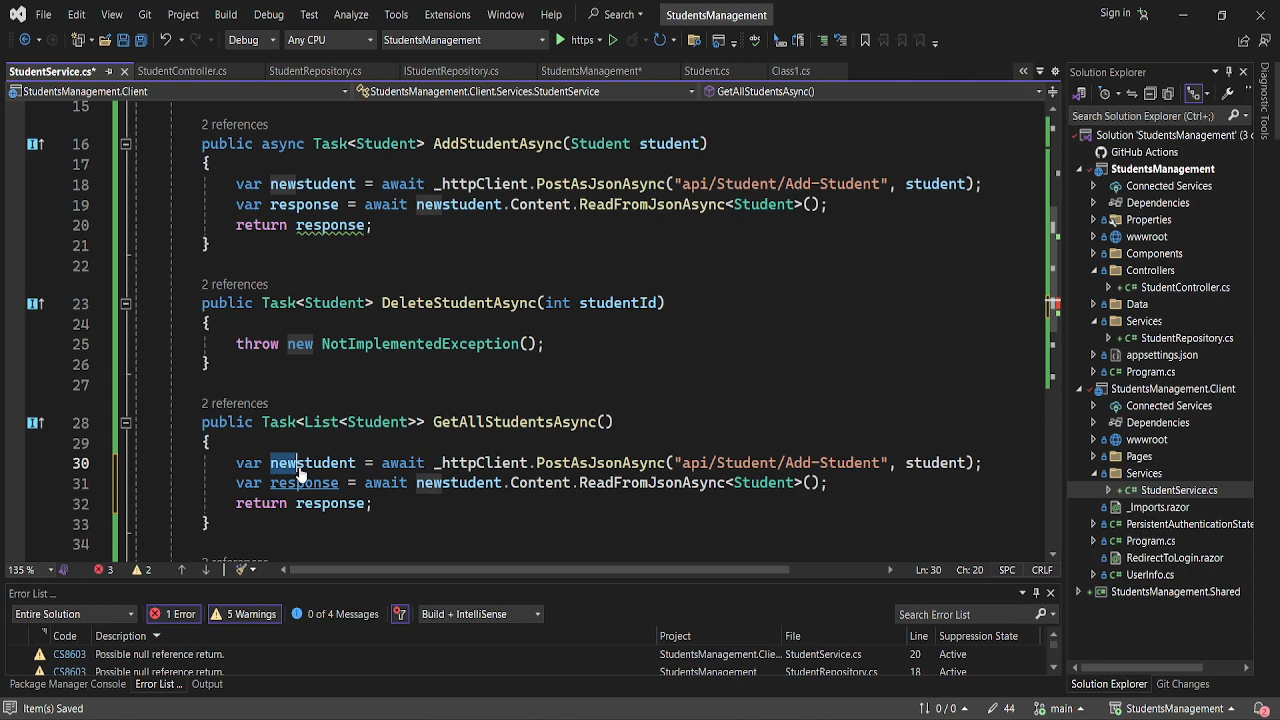 File Edit View Git Project Build Debug Test Analyze Tools Extensions Window Help Search StudentsManagement Sign in
Debug Any CPU StudentsManagement https
StudentService.cs* StudentController.cs StudentRepository.cs IStudentRepository.cs StudentsManagement* Student.cs Class1.cs
StudentsManagement.Client StudentsManagement.Client.Services.StudentService GetAllStudentsAsync()
15
2 references
16 public async Task<Student> AddStudentAsync(Student student)
17 {
18 var newstudent = await _httpClient.PostAsJsonAsync("api/Student/Add-Student", student);
19 var response = await newstudent.Content.ReadFromJsonAsync<Student>();
20 return response;
21 }
22
2 references
23 public Task<Student> DeleteStudentAsync(int studentId)
24 {
25 throw new NotImplementedException();
26 }
27
2 references
28 public Task<List<Student>> GetAllStudentsAsync()
29 {
30 var newstudent = await _httpClient.PostAsJsonAsync("api/Student/Add-Student", student);
31 var response = await newstudent.Content.ReadFromJsonAsync<Student>();
32 return response;
33 }
34
135 % 3 2 Ln: 30 Ch: 20 SPC CRLF
Error List ...
Entire Solution 1 Error 5 Warnings 0 of 4 Messages Build + IntelliSense Search Error List
Code Description Project File Line Suppression State
CS8603 Possible null reference return. StudentsManagement.Clie... StudentService.cs 20 Active
CS8603 Possible null reference return. StudentsManagement StudentRepository.cs 18 Active
Package Manager Console Error List ... Output
Solution Explorer
Search Solution Explorer (Ctrl+;)
Solution 'StudentsManagement' (3 
GitHub Actions
StudentsManagement
Connected Services
Dependencies
Properties
wwwroot
Components
Controllers
StudentController.cs
Data
Services
StudentRepository.cs
appsettings.json
Program.cs
StudentsManagement.Client
Connected Services
Dependencies
wwwroot
Pages
Services
StudentService.cs
_Imports.razor
PersistentAuthenticationState
Program.cs
RedirectToLogin.razor
UserInfo.cs
StudentsManagement.Shared
Solution Explorer Git Changes
Diagnostic Tools
Item(s) Saved 0 / 0 44 main StudentsManagement 2